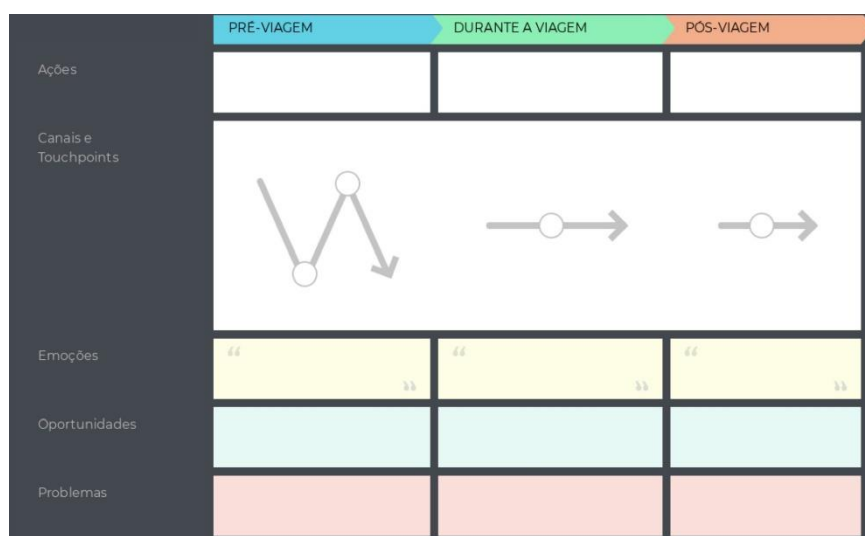 PRÉ-VIAGEM
DURANTE A VIAGEM
PÓS-VIAGEM
Ações
Canais e
Touchpoints
Emoções
“ ” “ ” “ ”
Oportunidades
Problemas